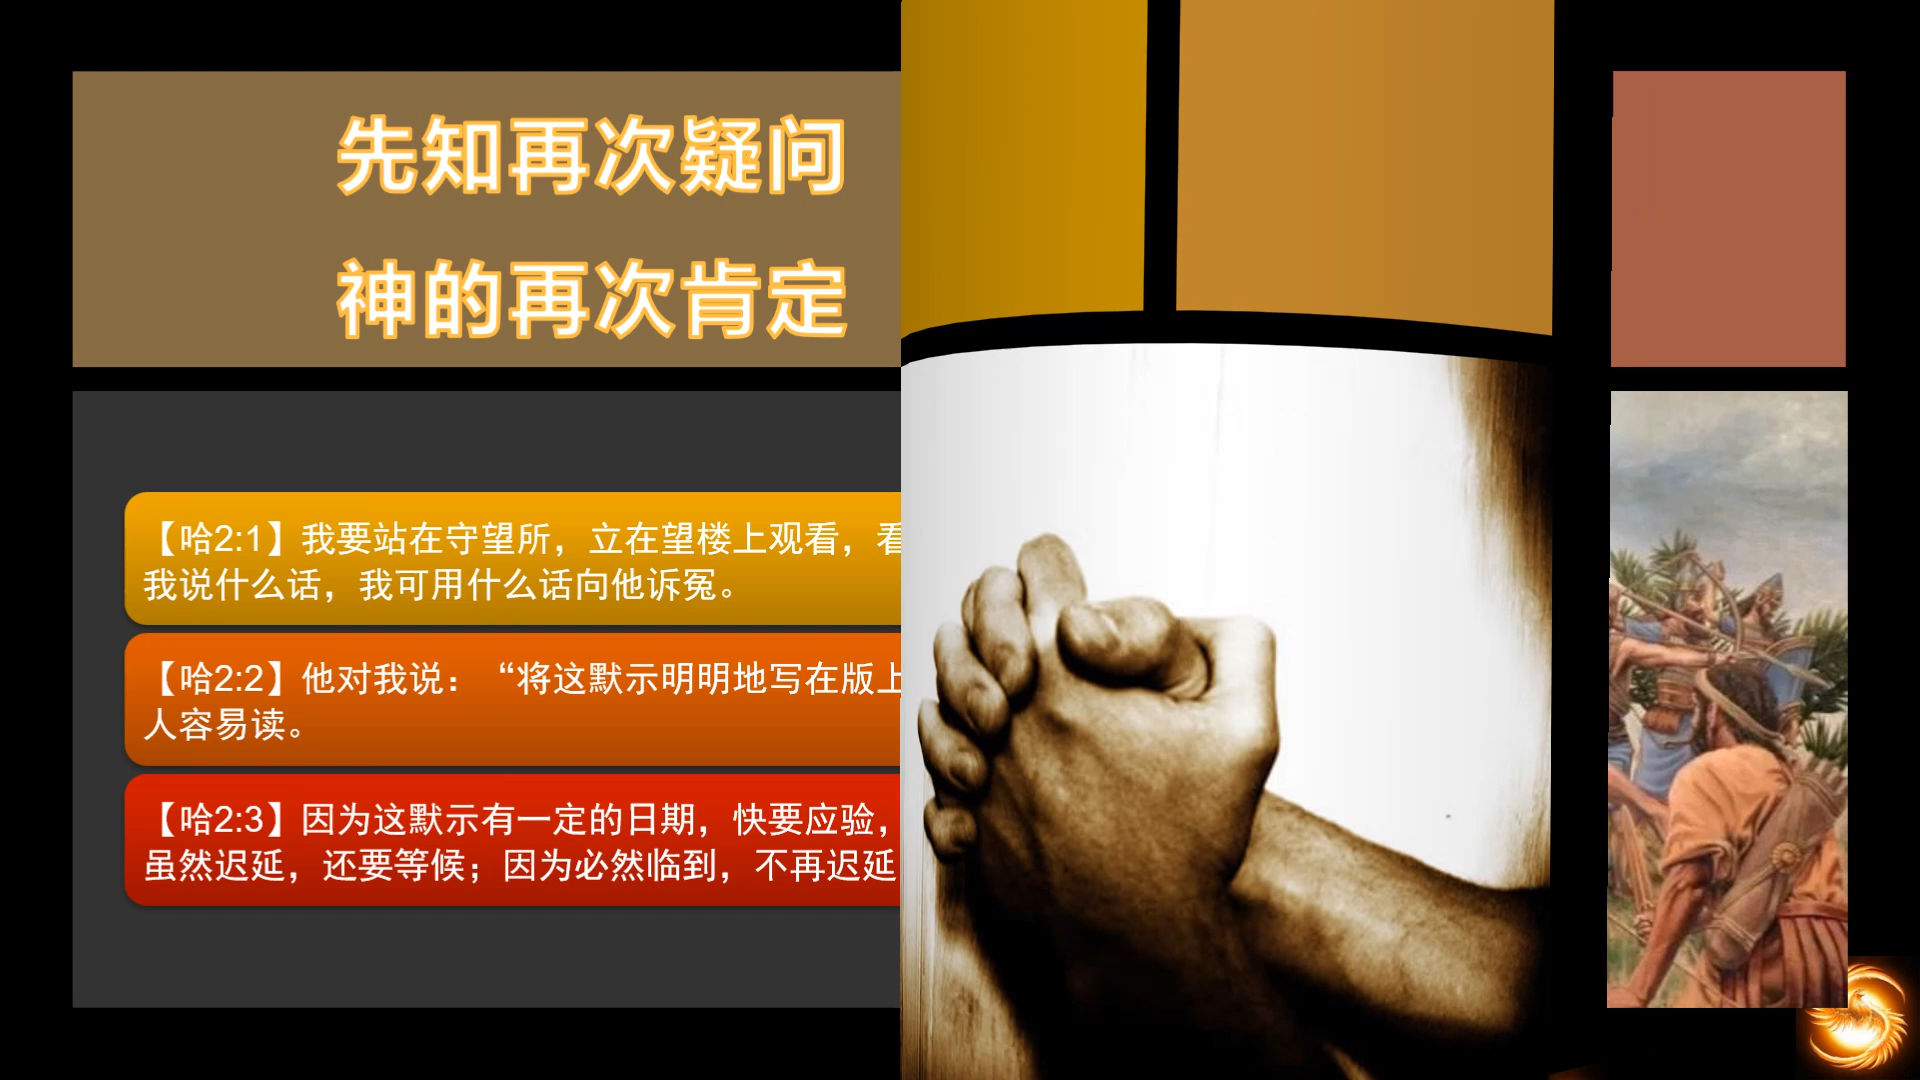 先知再次疑问
神的再次肯定
【哈2:1】我要站在守望所，立在望楼上观看，看
我说什么话，我可用什么话向他诉冤。
【哈2:2】他对我说：“将这默示明明地写在版上
人容易读。
【哈2:3】因为这默示有一定的日期，快要应验，
虽然迟延，还要等候；因为必然临到，不再迟延